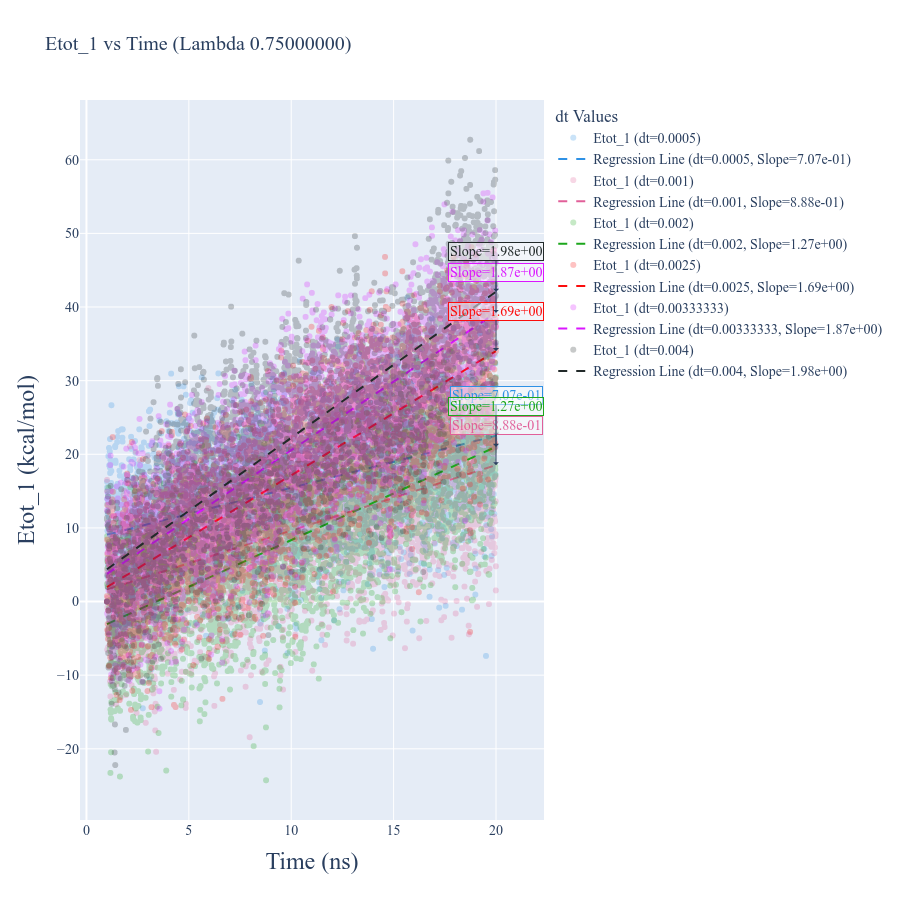 Etot_1 vs Time (Lambda 0.75000000)
dt Values
Etot_1 (dt=0.0005)
Regression Line (dt=0.0005, Slope=7.07e-01)
Etot_1 (dt=0.001)
Regression Line (dt=0.001, Slope=8.88e-01)
Etot_1 (dt=0.002)
Regression Line (dt=0.002, Slope=1.27e+00)
Etot_1 (dt=0.0025)
Regression Line (dt=0.0025, Slope=1.69e+00)
Etot_1 (dt=0.00333333)
Regression Line (dt=0.00333333, Slope=1.87e+00)
Etot_1 (dt=0.004)
Regression Line (dt=0.004, Slope=1.98e+00)
Slope=1.98e+00
Slope=1.87e+00
Slope=1.69e+00
Slope=7.07e-01
Slope=1.27e+00
Slope=8.88e-01
60
50
40
30
20
10
0
−10
−20
Etot_1 (kcal/mol)
0
5
10
15
20
Time (ns)